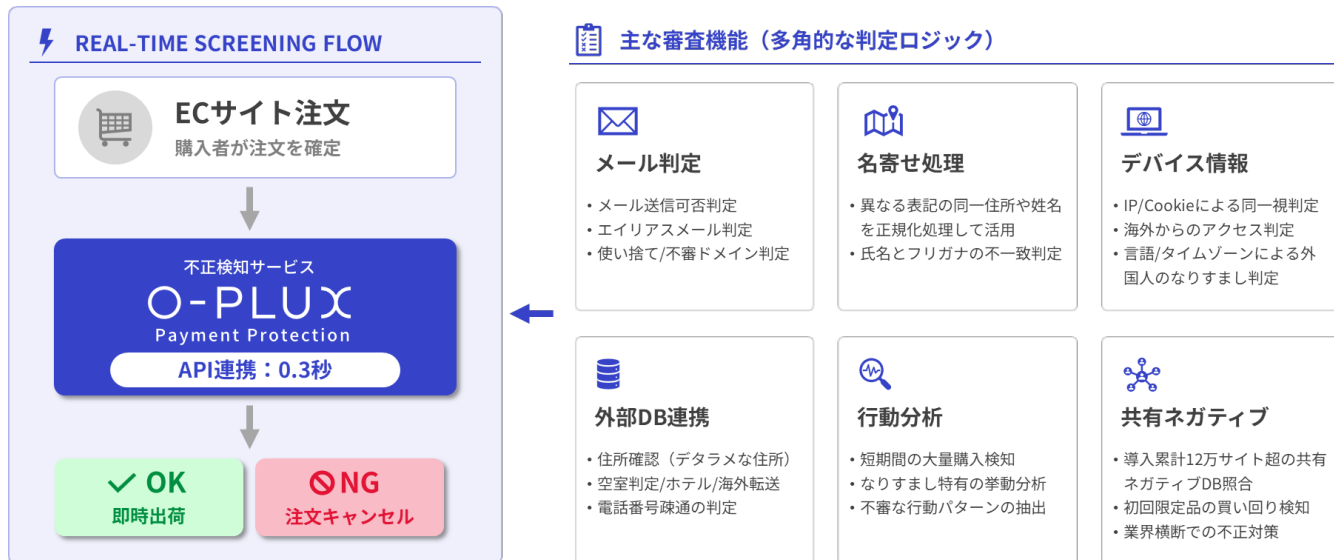 REAL-TIME SCREENING FLOW
ECサイト注文
購入者が注文を確定
不正検知サービス
O-PLUX
Payment Protection
API連携：0.3秒
OK
即時出荷
NG
注文キャンセル
主な審査機能（多角的な判定ロジック）
メール判定
・メール送信可否判定
・エイリアスメール判定
・使い捨て/不審ドメイン判定
名寄せ処理
・異なる表記の同一住所や姓名
を正規化処理して活用
・氏名とフリガナの不一致判定
デバイス情報
・IP/Cookieによる同一視判定
・海外からのアクセス判定
・言語/タイムゾーンによる外
国人のなりすまし判定
外部DB連携
・住所確認（デタラメな住所）
・空室判定/ホテル/海外転送
・電話番号疎通の判定
行動分析
・短期間の大量購入検知
・なりすまし特有の挙動分析
・不審な行動パターンの抽出
共有ネガティブ
・導入累計12万サイト超の共有
ネガティブDB照合
・初回限定品の買い回り検知
・業界横断での不正対策